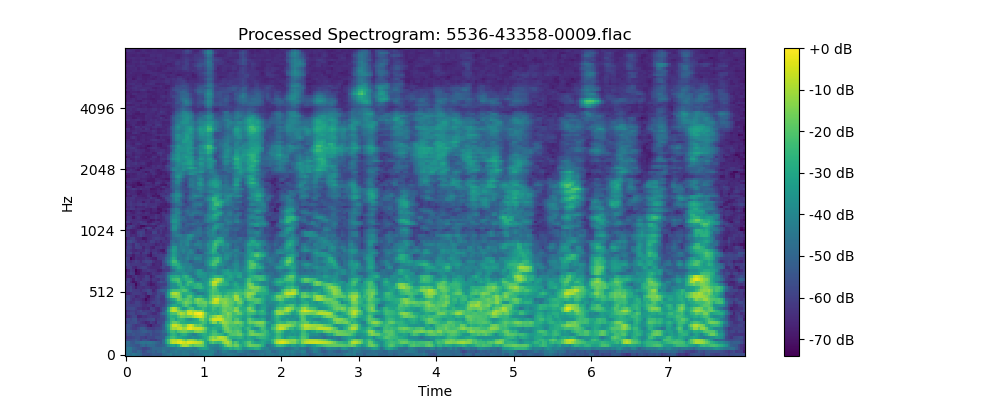 Processed Spectrogram: 5536-43358-0009.flac
Hz
4096
2048
1024
512
0
0 1 2 3 4 5 6 7
Time
+0 dB
-10 dB
-20 dB
-30 dB
-40 dB
-50 dB
-60 dB
-70 dB